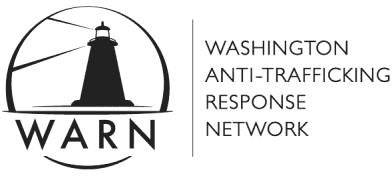 WARN
WASHINGTON
ANTI-TRAFFICKING
RESPONSE
NETWORK